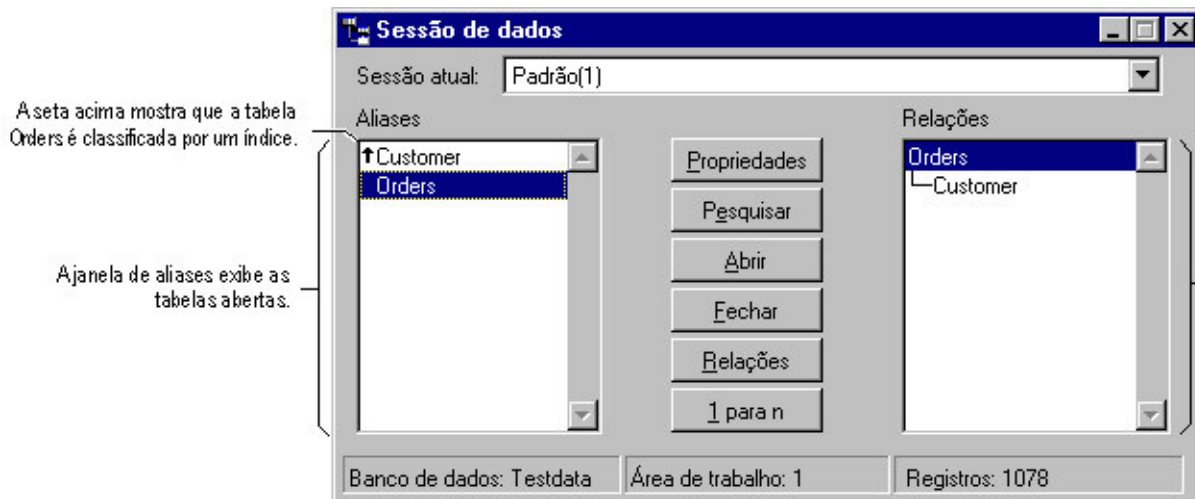 Sessão de dados
Sessão atual: Padrão(1)
A seta acima mostra que a tabela
Orders é classificada por um índice.
Aliases
Customer
Orders
A janela de aliases exibe as
tabelas abertas.
Propriedades
Pesquisar
Abrir
Fechar
Relações
1 para n
Relações
Orders
Customer
Banco de dados: Testdata
Área de trabalho: 1
Registros: 1078